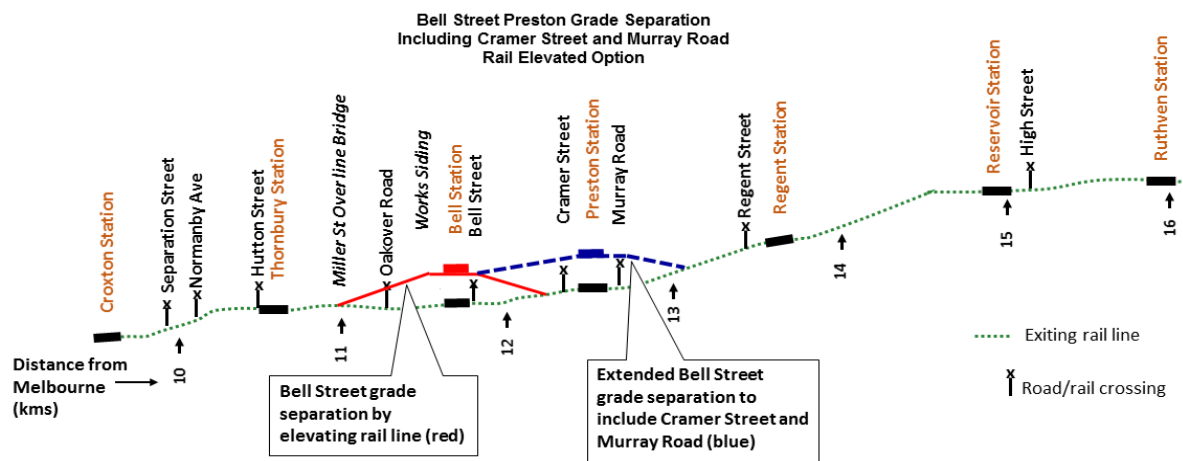 Bell Street Preston Grade Separation
Including Cramer Street and Murray Road
Rail Elevated Option
Croxton Station
Separation Street
Normanby Ave
Hutton Street
Thornbury Station
Miller St Over line Bridge
Oakover Road
Works Siding
Bell Station
Bell Street
Cramer Street
Preston Station
Murray Road
Regent Street
Regent Station
Reservoir Station
High Street
Ruthven Station
x
x
x
x
x
x
x
x
x
Distance from
Melbourne
(kms)
10
11
12
13
14
15
16
Bell Street grade
separation by
elevating rail line (red)
Extended Bell Street
grade separation to
include Cramer Street and
Murray Road (blue)
Exiting rail line
x
Road/rail crossing